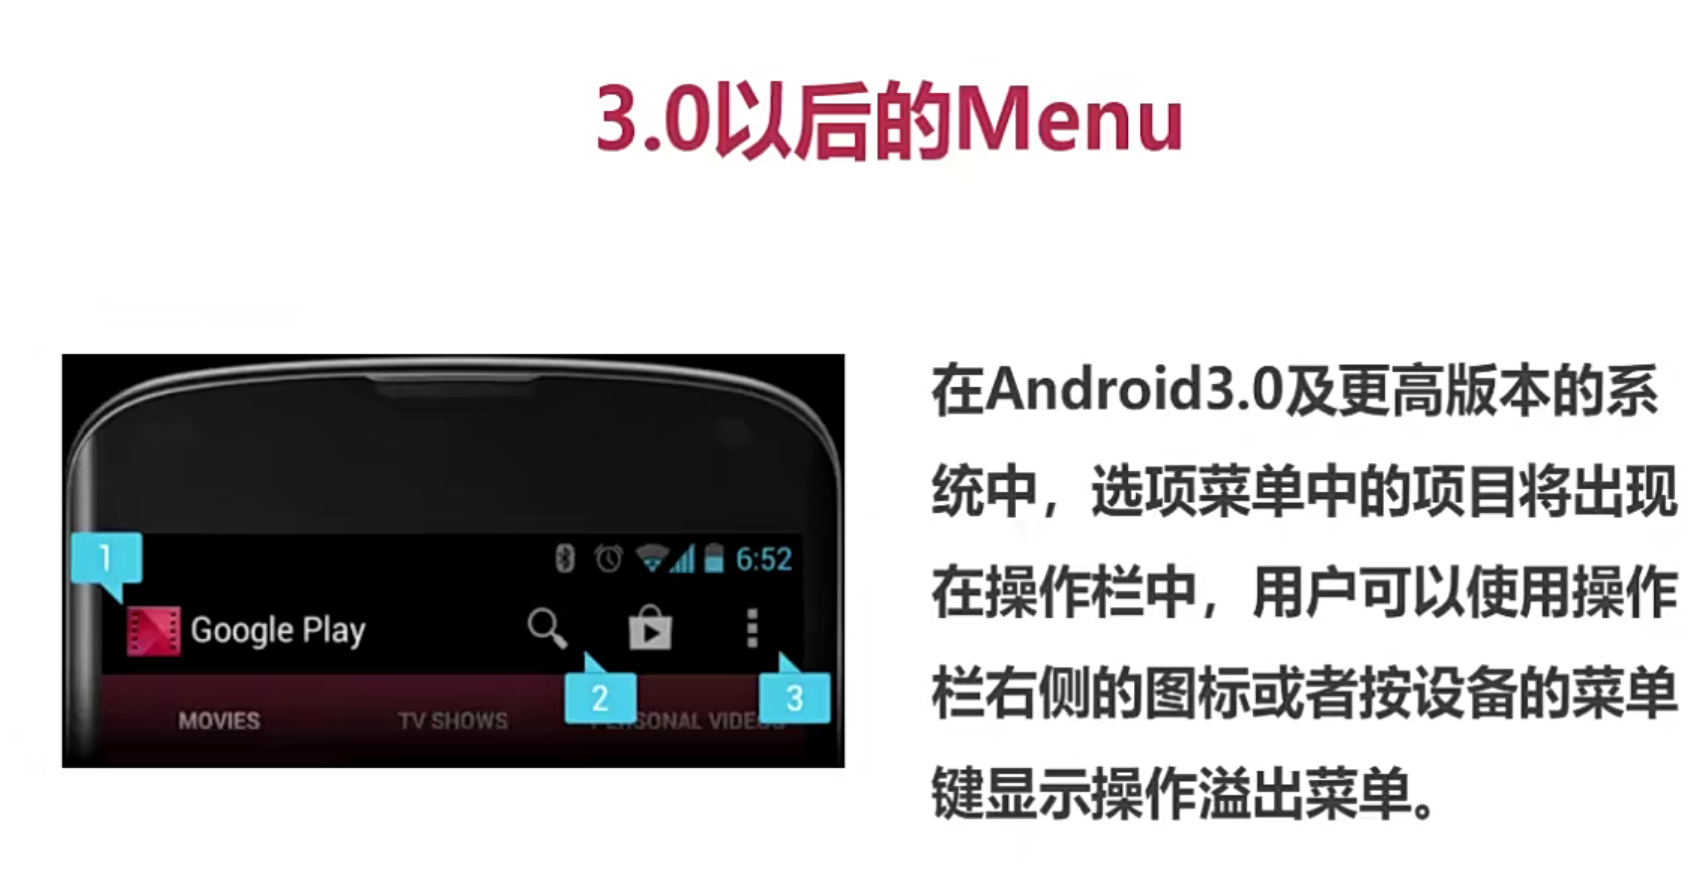 3.0以后的Menu
1
6:52
Google Play
2
3
MOVIES
TV SHOWS
PERSONAL VIDEOS
在Android3.0及更高版本的系
统中，选项菜单中的项目将出现
在操作栏中，用户可以使用操作
栏右侧的图标或者按设备的菜单
键显示操作溢出菜单。